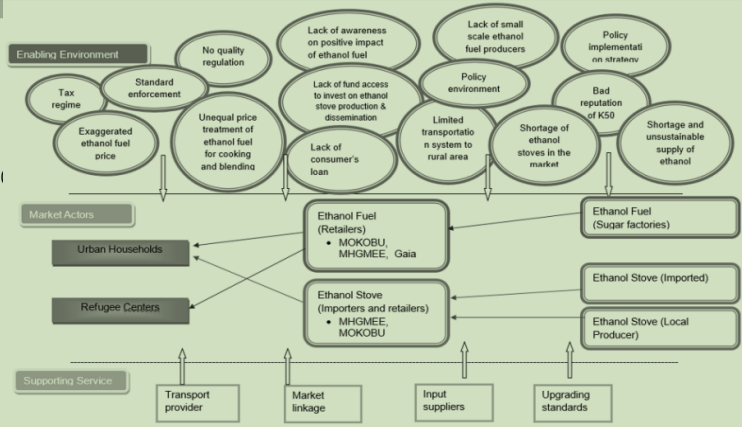 Enabling Environment
No quality
regulation
Lack of awareness
on positive impact
of ethanol fuel
Lack of small
scale ethanol
fuel producers
Policy
implementati
on strategy
Tax
regime
Standard
enforcement
Lack of fund access
to invest on ethanol
stove production &
dissemination
Policy
environment
Bad
reputation
of K50
Exaggerated
ethanol fuel
price
Unequal price
treatment of
ethanol fuel
for cooking
and blending
Lack of
consumer's
loan
Limited
transportatio
n system to
rural area
Shortage of
ethanol
stoves in the
market
Shortage and
unsustainable
supply of
ethanol
Market Actors
Urban Households
Refugee Centers
Ethanol Fuel
(Retailers)
• MOKOBU,
MHGMEE, Gaia
Ethanol Stove
(Importers and retailers)
• MHGMEE,
MOKOBU
Ethanol Fuel
(Sugar factories)
Ethanol Stove (Imported)
Ethanol Stove (Local
Producer)
Supporting Service
Transport
provider
Market
linkage
Input
suppliers
Upgrading
standards